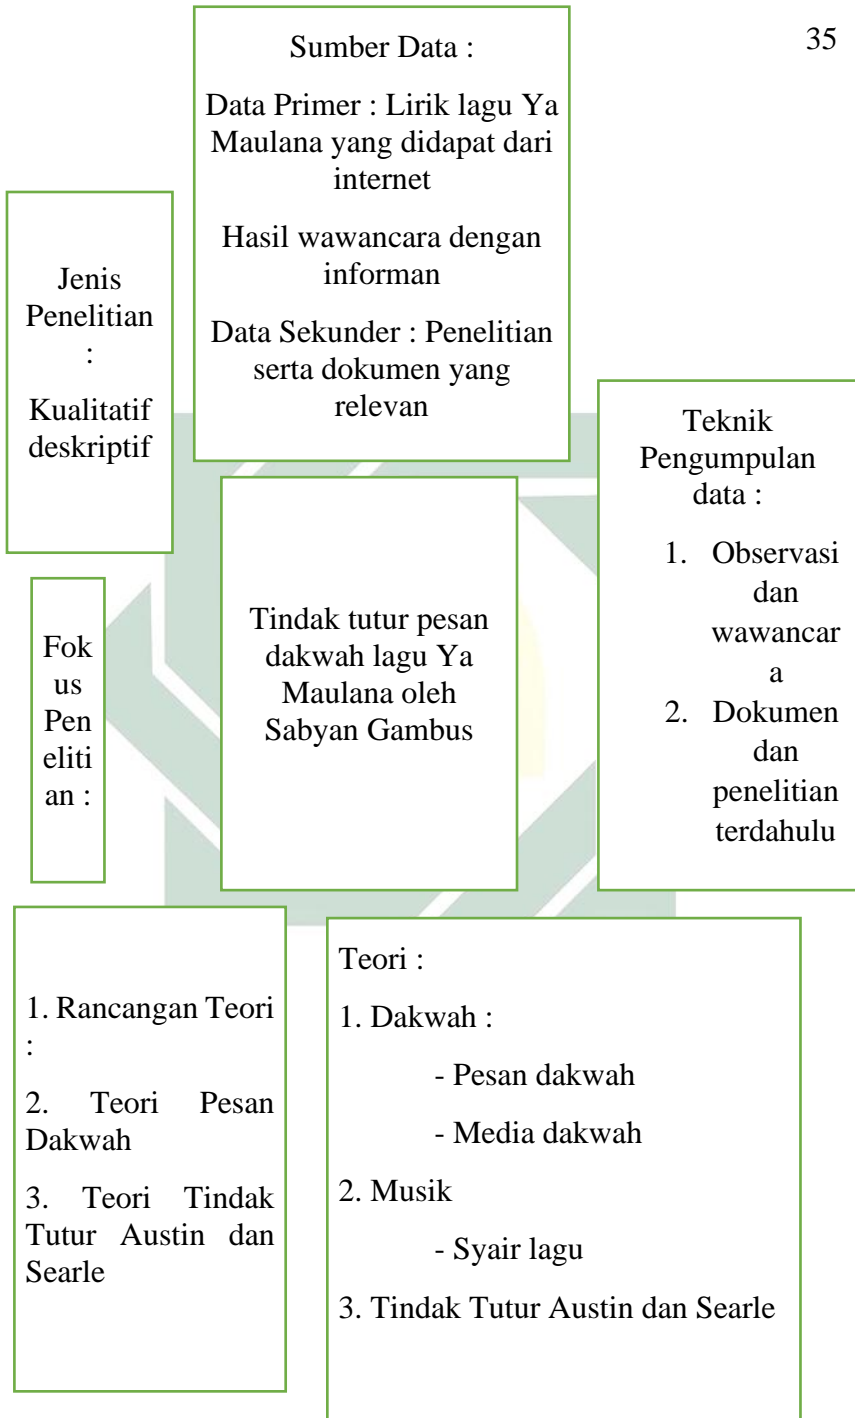 35
Sumber Data :
Data Primer : Lirik lagu Ya
Maulana yang didapat dari
internet
Hasil wawancara dengan
informan
Data Sekunder : Penelitian
serta dokumen yang
relevan
Jenis
Penelitian
:
Kualitatif
deskriptif
Teknik
Pengumpulan
data :
1. Observasi
dan
wawancar
a
2. Dokumen
dan
penelitian
terdahulu
Fok
us
Pen
eliti
an :
Tindak tutur pesan
dakwah lagu Ya
Maulana oleh
Sabyan Gambus
1. Rancangan Teori
:
2. Teori Pesan
Dakwah
3. Teori Tindak
Tutur Austin dan
Searle
Teori :
1. Dakwah :
- Pesan dakwah
- Media dakwah
2. Musik
- Syair lagu
3. Tindak Tutur Austin dan Searle